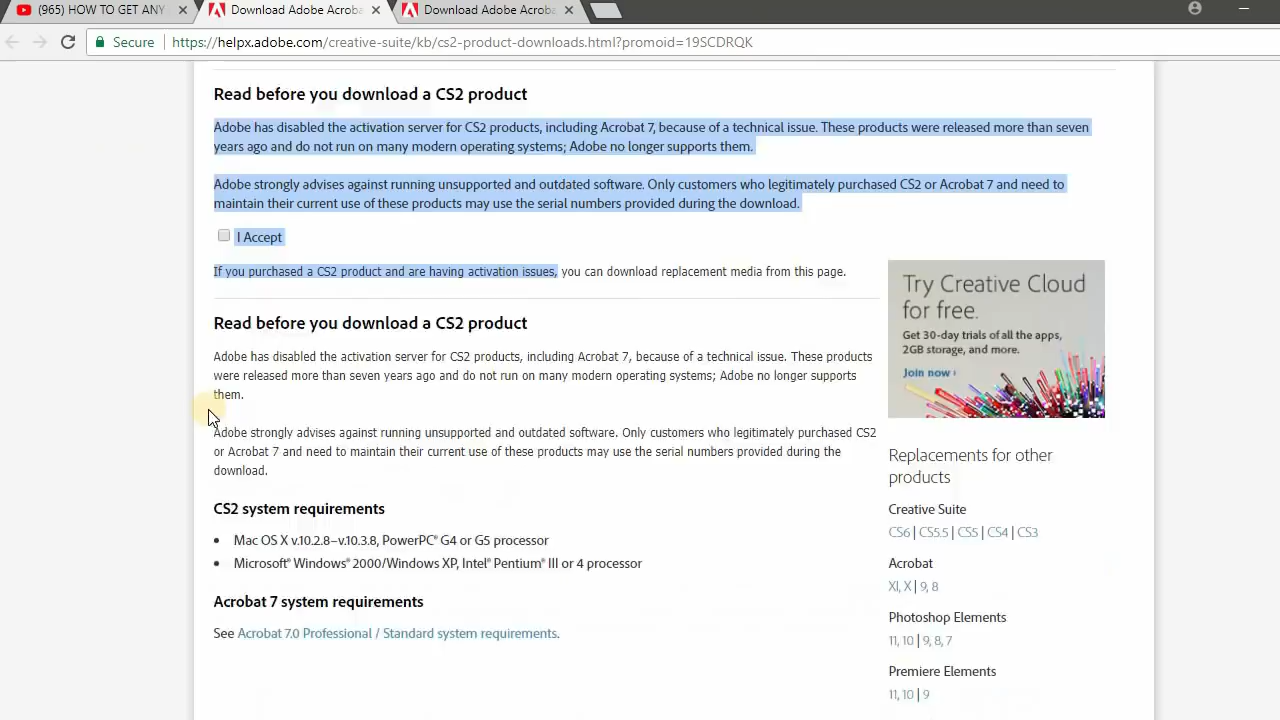 (965) HOW TO GET ANY
Download Adobe Acroba
Download Adobe Acroba
Secure
https://helpx.adobe.com/creative-suite/kb/cs2-product-downloads.html?promoid=19SCDRQK
Read before you download a CS2 product
Adobe has disabled the activation server for CS2 products, including Acrobat 7, because of a technical issue. These products were released more than seven
years ago and do not run on many modern operating systems; Adobe no longer supports them.
Adobe strongly advises against running unsupported and outdated software. Only customers who legitimately purchased CS2 or Acrobat 7 and need to
maintain their current use of these products may use the serial numbers provided during the download.
I Accept
If you purchased a CS2 product and are having activation issues, you can download replacement media from this page.
Read before you download a CS2 product
Adobe has disabled the activation server for CS2 products, including Acrobat 7, because of a technical issue. These products
were released more than seven years ago and do not run on many modern operating systems; Adobe no longer supports
them.
Adobe strongly advises against running unsupported and outdated software. Only customers who legitimately purchased CS2
or Acrobat 7 and need to maintain their current use of these products may use the serial numbers provided during the
download.
CS2 system requirements
Mac OS X v.10.2.8–v.10.3.8, PowerPC® G4 or G5 processor
Microsoft® Windows® 2000/Windows XP, Intel® Pentium® III or 4 processor
Acrobat 7 system requirements
See Acrobat 7.0 Professional / Standard system requirements.
Try Creative Cloud
for free.
Get 30-day trials of all the apps,
2GB storage, and more.
Join now ›
Replacements for other
products
Creative Suite
CS6 | CS5.5 | CS5 | CS4 | CS3
Acrobat
XI, X | 9, 8
Photoshop Elements
11, 10 | 9, 8, 7
Premiere Elements
11, 10 | 9